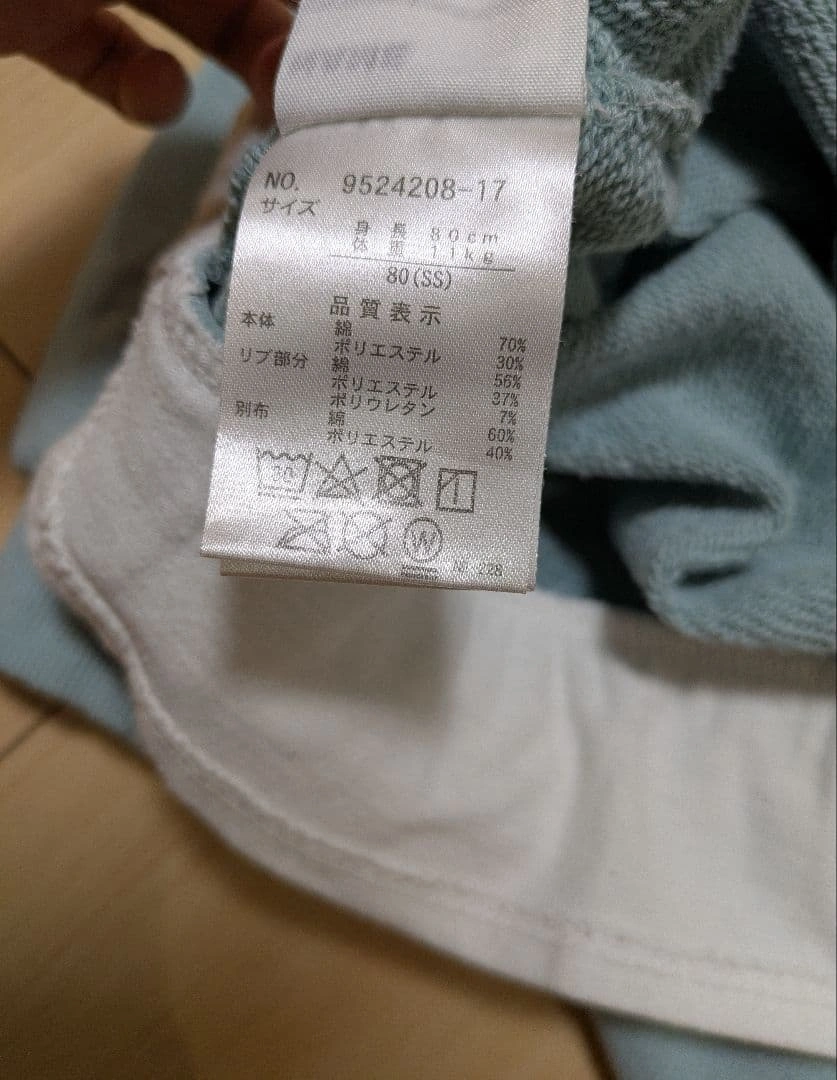 NO. 9524208-17
サイズ
身長 80cm
体重 11kg
80(SS)
品質表示
本体 綿 70%
ポリエステル 30%
リブ部分 綿 56%
ポリエステル 37%
ポリウレタン 7%
別布 綿 60%
ポリエステル 40%
30
W
228